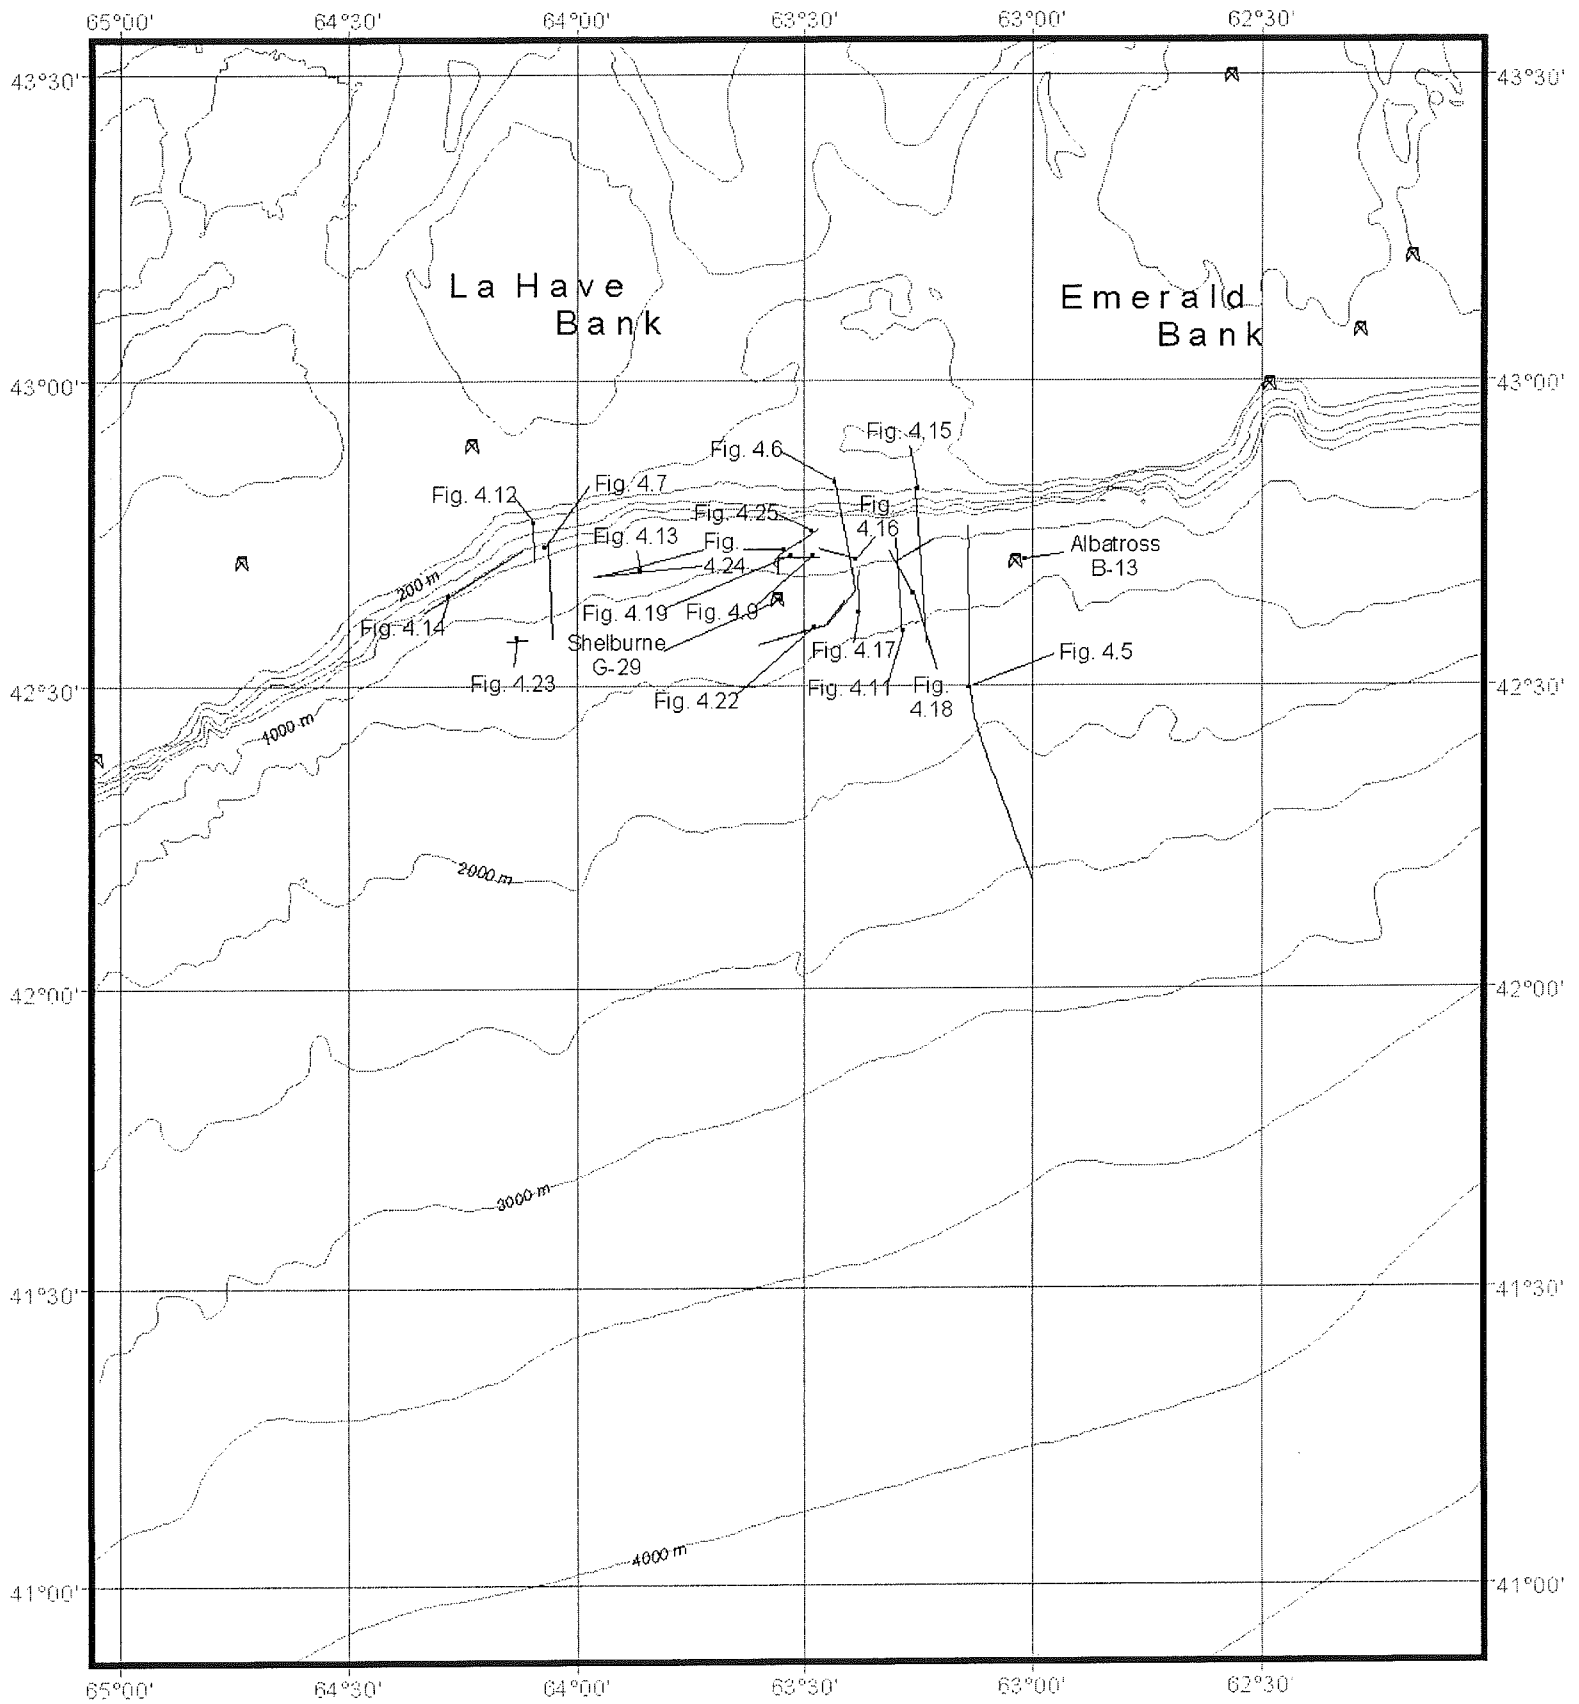 65°00' 64°30' 64°00' 63°30' 63°00' 62°30'
43°30' 43°30'
La Have
Bank
Emerald
Bank
43°00' 43°00'
Fig. 4.15
Fig. 4.6
Fig. 4.7
Fig. 4.12
Fig. 4.25
Fig.
4.16
Fig. 4.13
Fig.
4.24
Albatross
B-13
200 m
Fig. 4.19
Fig. 4.9
Fig. 4.14
Shelburne
G-29
Fig. 4.17
Fig. 4.5
Fig. 4.23
Fig. 4.22
Fig. 4.11
Fig.
4.18
42°30' 42°30'
1000 m
2000 m
42°00' 42°00'
3000 m
41°30' 41°30'
4000 m
41°00' 41°00'
65°00' 64°30' 64°00' 63°30' 63°00' 62°30'